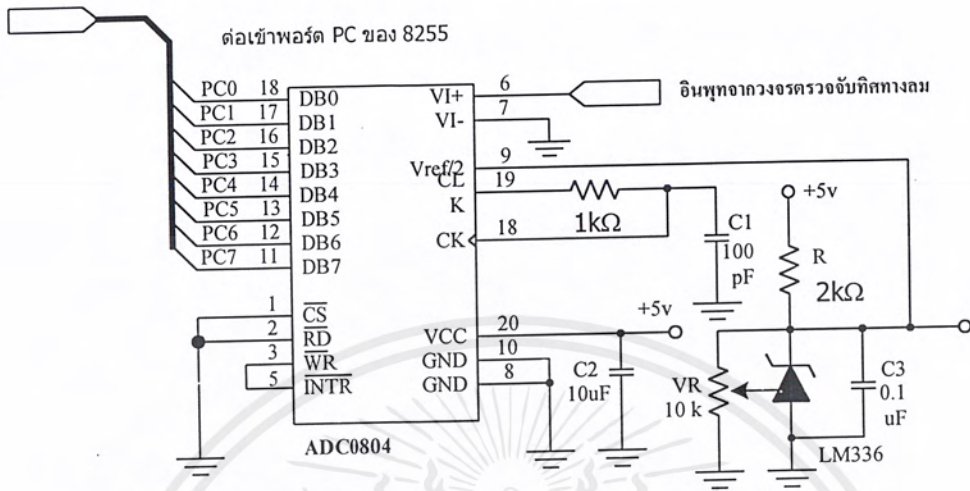 ต่อเข้าพอร์ต PC ของ 8255
PC0 18 DB0
PC1 17 DB1
PC2 16 DB2
PC3 15 DB3
PC4 14 DB4
PC5 13 DB5
PC6 12 DB6
PC7 11 DB7
1 CS
2 RD
3 WR
5 INTR
VI+ 6
VI- 7
Vref/2 9
CL 19
K
CK 18
VCC 20
GND 10
GND 8
ADC0804
อินพุทจากวงจรตรวจจับทิศทางลม
1kΩ
C1
100
pF
+5v
R
2kΩ
+5v
C2
10uF
VR
10 k
C3
0.1
uF
LM336